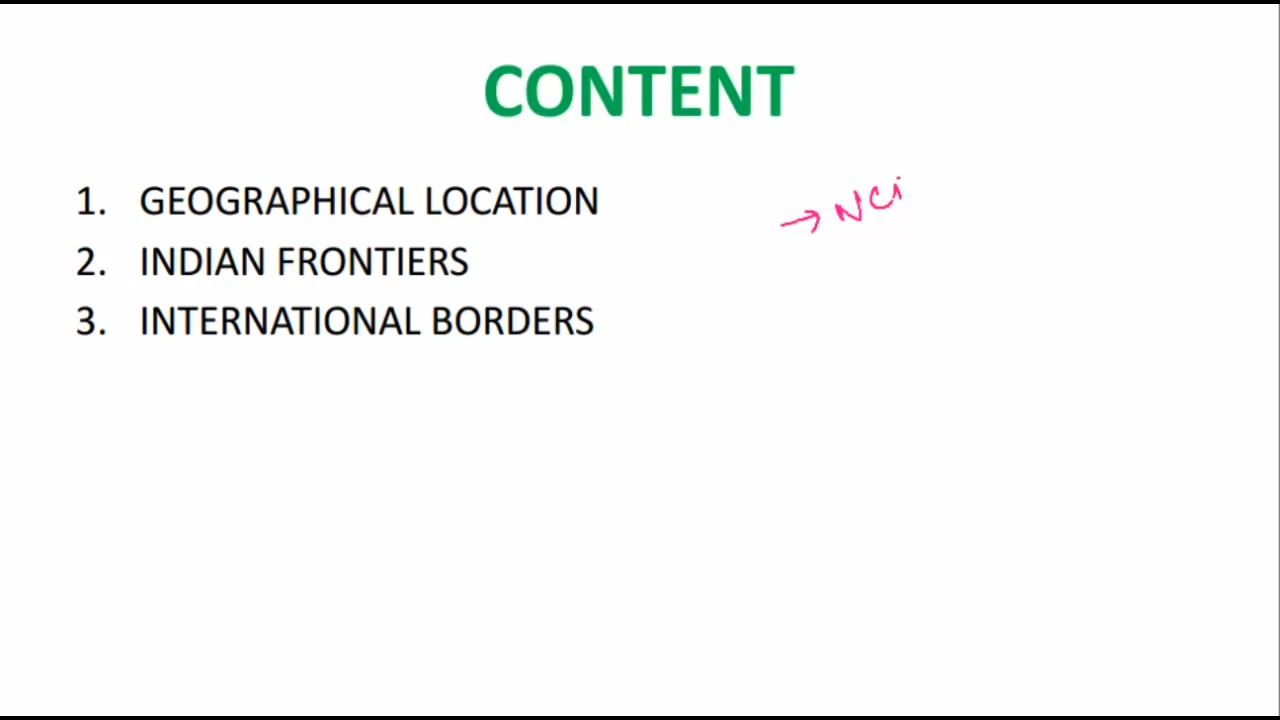 CONTENT
1. GEOGRAPHICAL LOCATION
→ NCi
2. INDIAN FRONTIERS
3. INTERNATIONAL BORDERS